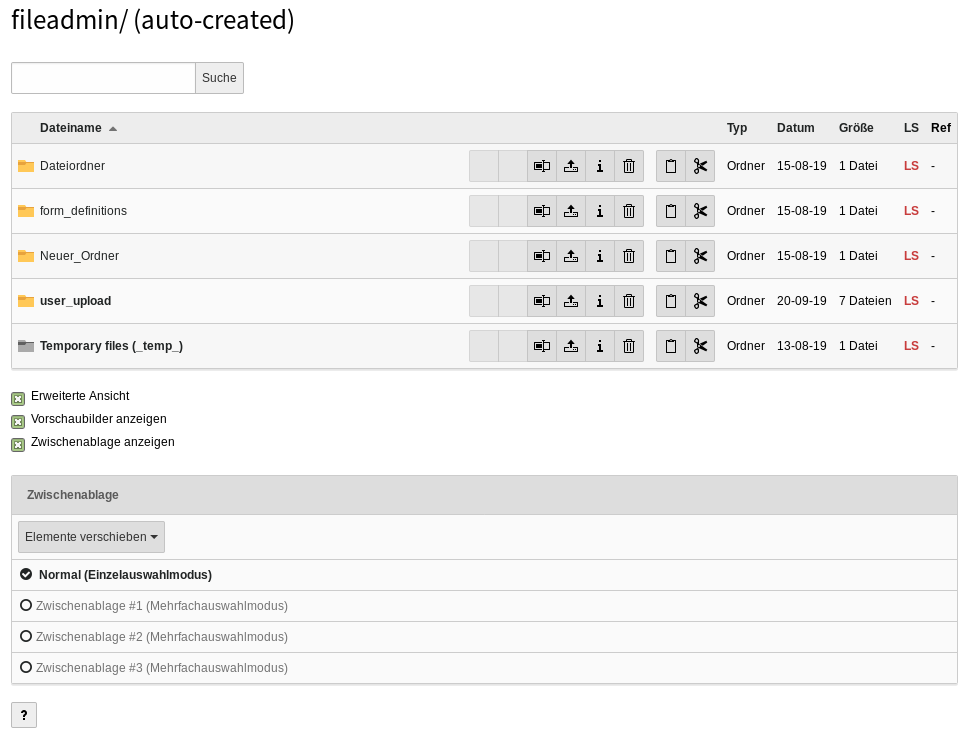 fileadmin/ (auto-created)
Suche
Dateiname Typ Datum Größe LS Ref
Dateiordner Ordner 15-08-19 1 Datei LS -
form_definitions Ordner 15-08-19 1 Datei LS -
Neuer_Ordner Ordner 15-08-19 1 Datei LS -
user_upload Ordner 20-09-19 7 Dateien LS -
Temporary files (_temp_) Ordner 13-08-19 1 Datei LS -
Erweiterte Ansicht
Vorschaubilder anzeigen
Zwischenablage anzeigen
Zwischenablage
Elemente verschieben
Normal (Einzelauswahlmodus)
Zwischenablage #1 (Mehrfachauswahlmodus)
Zwischenablage #2 (Mehrfachauswahlmodus)
Zwischenablage #3 (Mehrfachauswahlmodus)
?